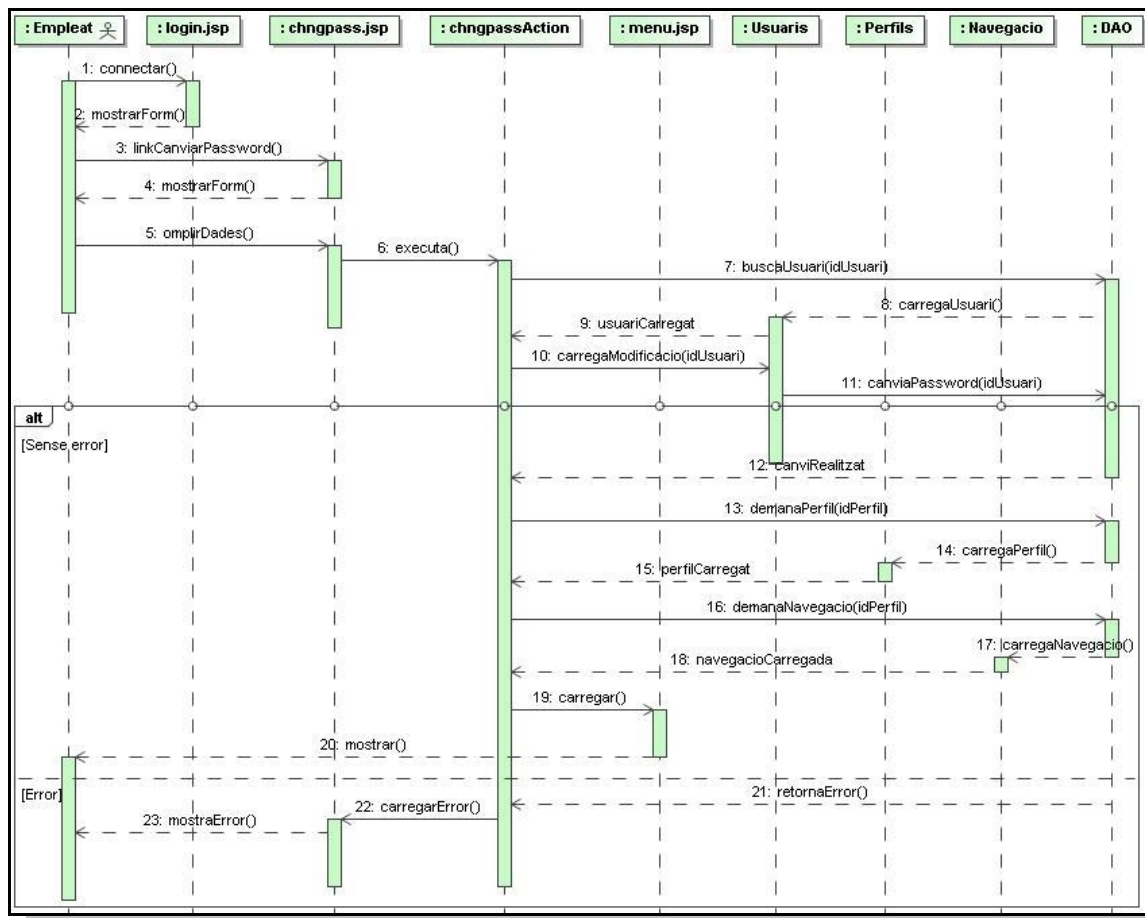 : Empleat
: login.jsp
: chngpass.jsp
: chngpassAction
: menu.jsp
: Usuaris
: Perfils
: Navegacio
: DAO
1: connectar()
2: mostrarForm()
3: linkCanviarPassword()
4: mostrarForm()
5: omplirDades()
6: executa()
7: buscaUsuari(idUsuari)
8: carregaUsuari()
9: usuariCarregat
10: carregaModificacio(idUsuari)
11: canviaPassword(idUsuari)
alt
[Sense error]
12: canviRealitzat
13: demanaPerfil(idPerfil)
14: carregaPerfil()
15: perfilCarregat
16: demanaNavegacio(idPerfil)
17: carregaNavegacio()
18: navegacioCarregada
19: carregar()
20: mostrar()
[Error]
21: retornaError()
22: carregarError()
23: mostraError()